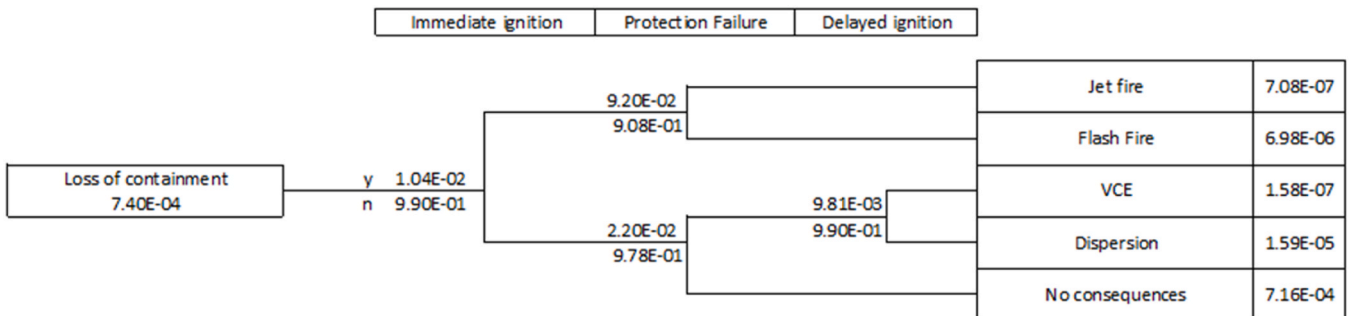 Immediate ignition Protection Failure Delayed ignition
Jet fire 7.08E-07
9.20E-02
9.08E-01
Flash Fire 6.98E-06
Loss of containment
7.40E-04
y 1.04E-02
n 9.90E-01
VCE 1.58E-07
9.81E-03
9.90E-01
2.20E-02
9.78E-01
Dispersion 1.59E-05
No consequences 7.16E-04